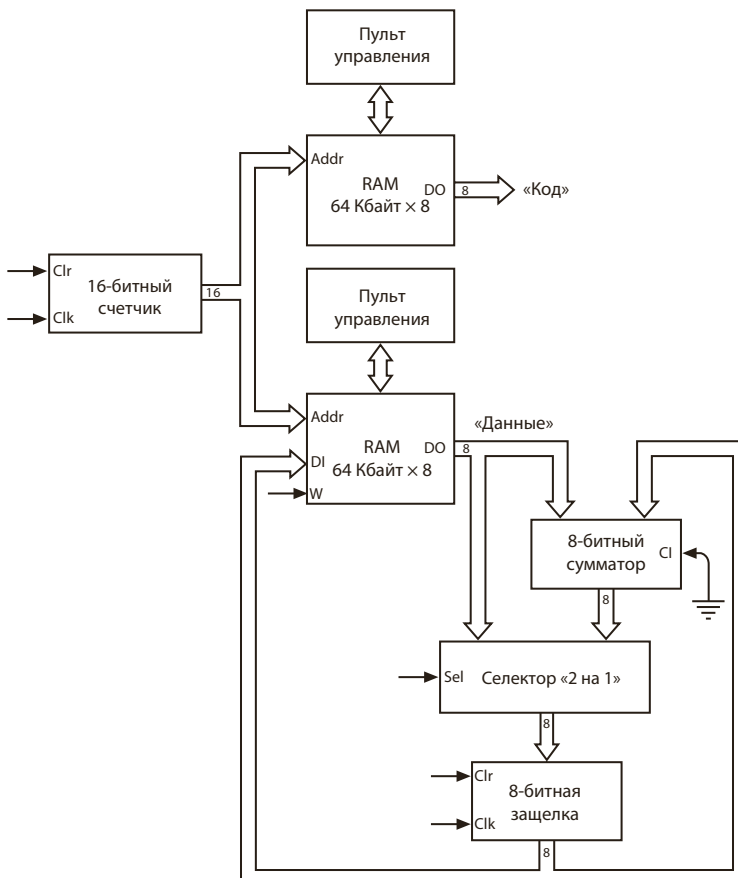 Пульт
управления
Addr
RAM
64 Кбайт × 8
DO
8
«Код»
Clr
16-битный
счетчик
Clk
16
Пульт
управления
Addr
DI
RAM
64 Кбайт × 8
DO
8
W
«Данные»
8-битный
сумматор
CI
8
Sel
Селектор «2 на 1»
8
Clr
8-битная
защелка
Clk
8